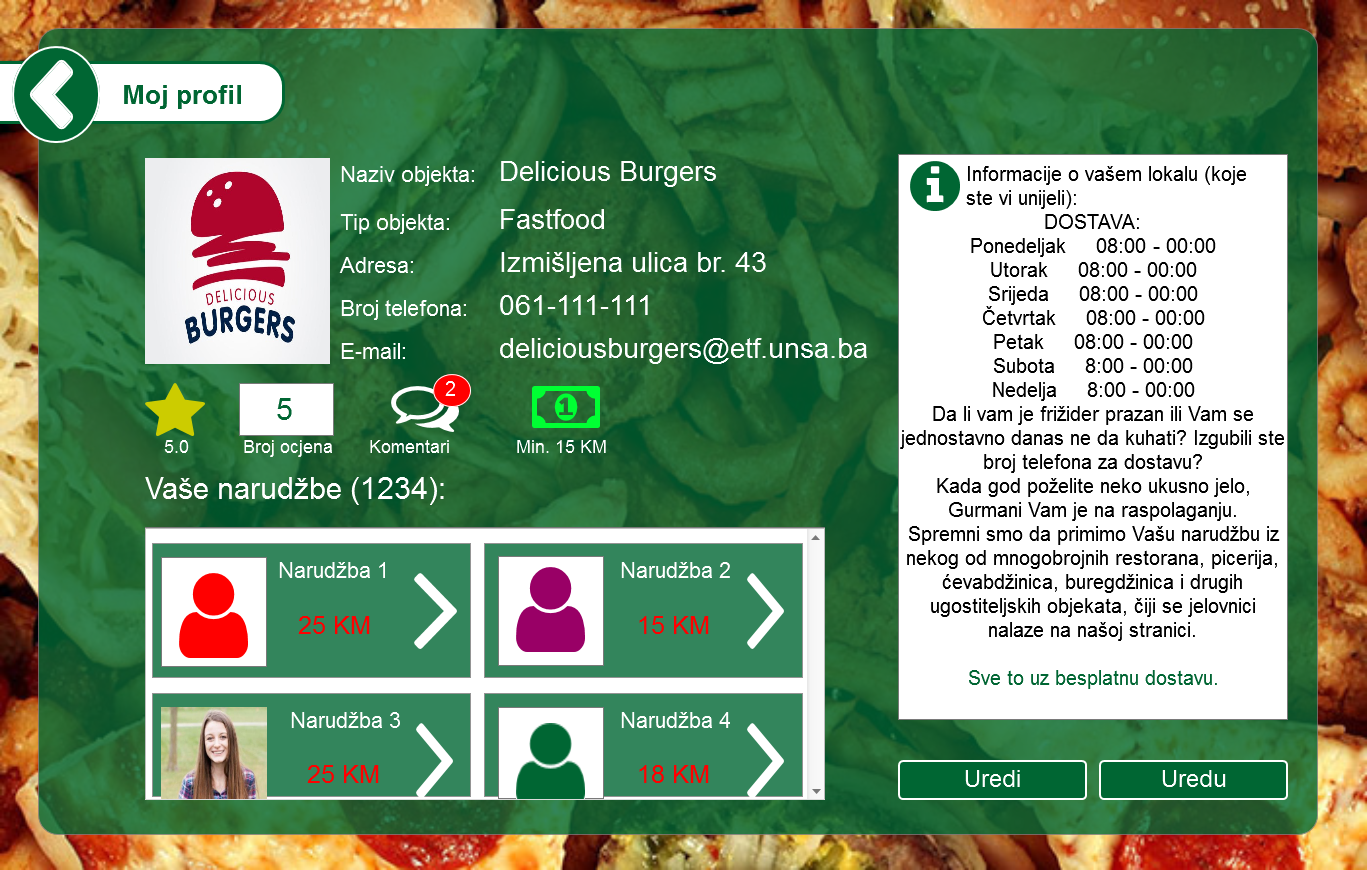 Moj profil
DELICIOUS
BURGERS
Naziv objekta: Delicious Burgers
Tip objekta: Fastfood
Adresa: Izmišljena ulica br. 43
Broj telefona: 061-111-111
E-mail: deliciousburgers@etf.unsa.ba
5.0
5
Broj ocjena
2
Komentari
1
Min. 15 KM
Vaše narudžbe (1234):
Narudžba 1
25 KM
Narudžba 2
15 KM
Narudžba 3
25 KM
Narudžba 4
18 KM
Informacije o vašem lokalu (koje
ste vi unijeli):
DOSTAVA:
Ponedeljak 08:00 - 00:00
Utorak 08:00 - 00:00
Srijeda 08:00 - 00:00
Četvrtak 08:00 - 00:00
Petak 08:00 - 00:00
Subota 8:00 - 00:00
Nedelja 8:00 - 00:00
Da li vam je frižider prazan ili Vam se
jednostavno danas ne da kuhati? Izgubili ste
broj telefona za dostavu?
Kada god poželite neko ukusno jelo,
Gurmani Vam je na raspolaganju.
Spremni smo da primimo Vašu narudžbu iz
nekog od mnogobrojnih restorana, picerija,
ćevabdžinica, buregdžinica i drugih
ugostiteljskih objekata, čiji se jelovnici
nalaze na našoj stranici.
Sve to uz besplatnu dostavu.
Uredi
Uredu